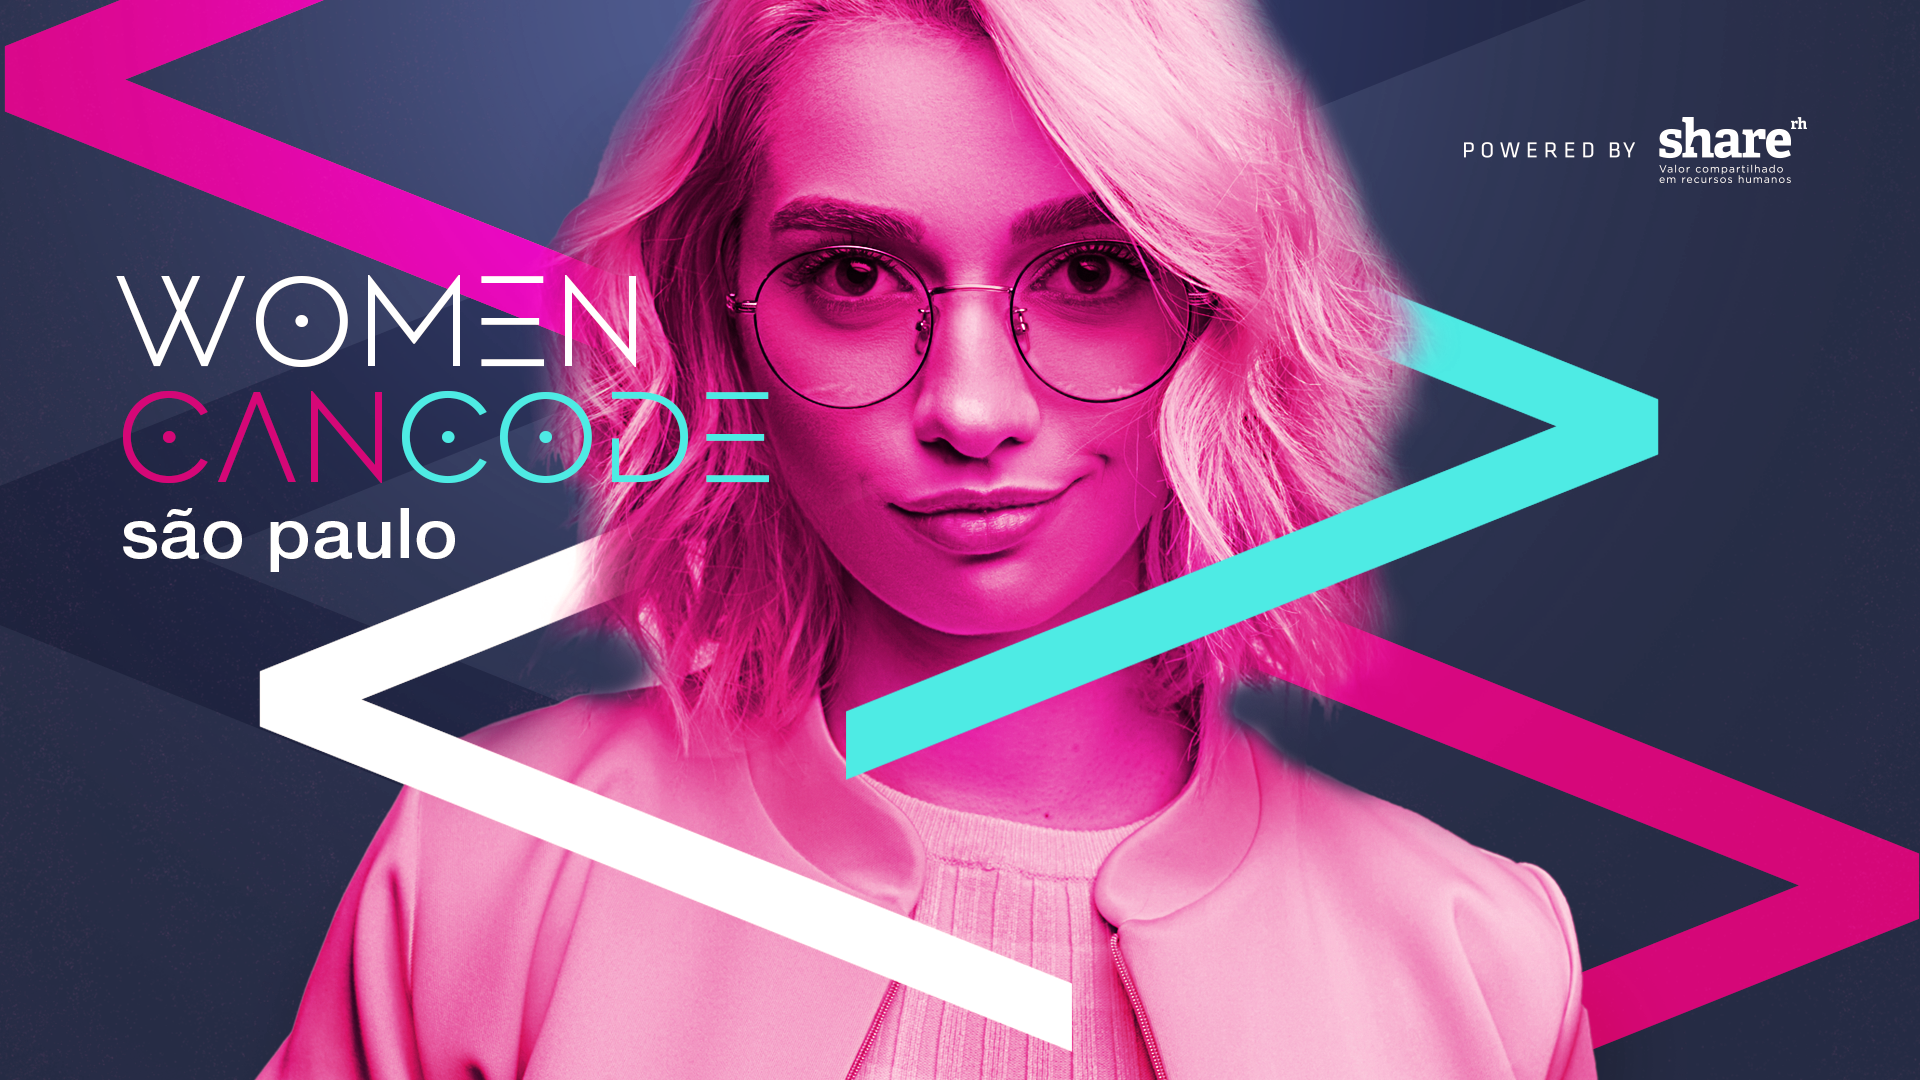 WOMEN
CANCODE
são paulo
POWERED BY share rh
Valor compartilhado
em recursos humanos